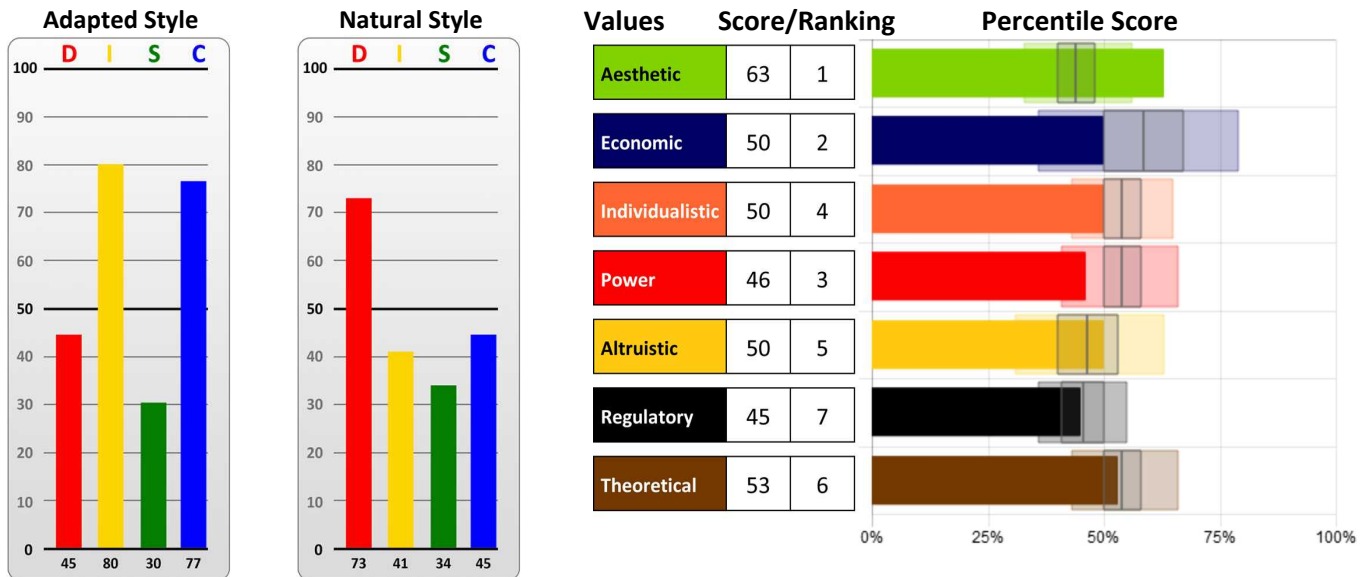 Adapted Style
D I S C
100
90
80
70
60
50
40
30
20
10
0
45 80 30 77
Natural Style
D I S C
100
90
80
70
60
50
40
30
20
10
0
73 41 34 45
Values Score/Ranking Percentile Score
Aesthetic 63 1
Economic 50 2
Individualistic 50 4
Power 46 3
Altruistic 50 5
Regulatory 45 7
Theoretical 53 6
0% 25% 50% 75% 100%